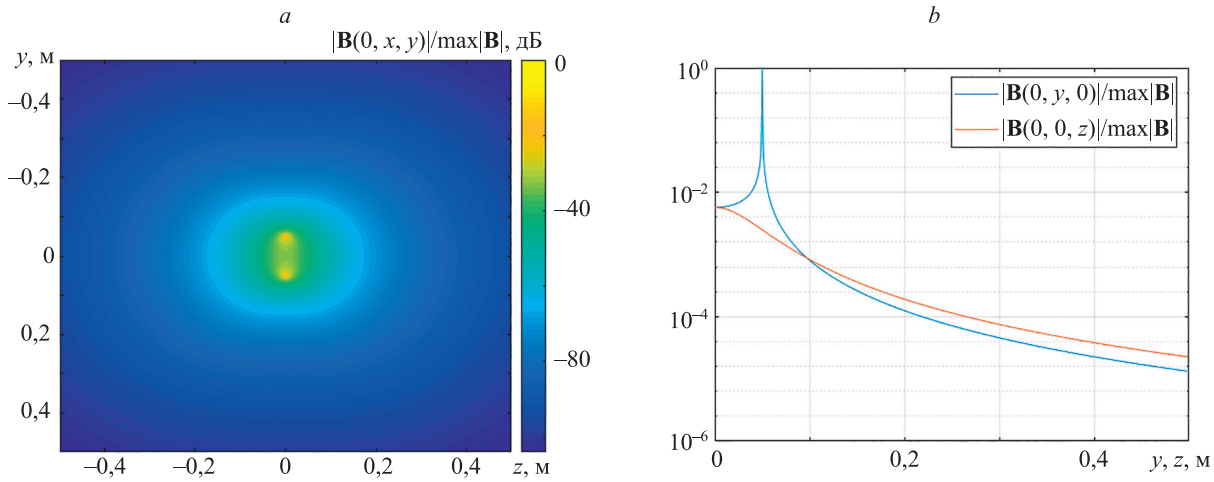 a
|B(0, x, y)|/max|B|, дБ
y, м
–0,4
–0,2
0
0,2
0,4
–0,4
–0,2
0
0,2
0,4
z, м
0
–40
–80
b
10⁰
10⁻²
10⁻⁴
10⁻⁶
|B(0, y, 0)|/max|B|
|B(0, 0, z)|/max|B|
0
0,2
0,4
y, z, м